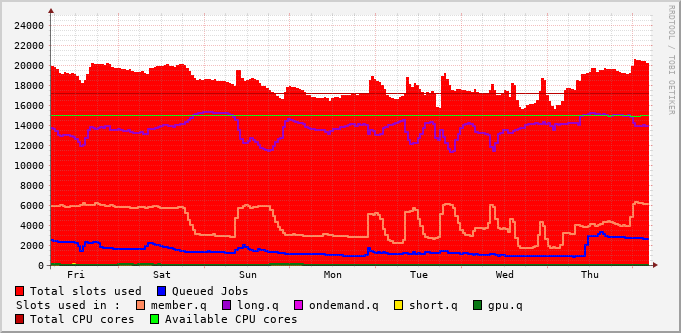 RRDTOOL / TOBI OETIKER
24000
22000
20000
18000
16000
14000
12000
10000
8000
6000
4000
2000
0
Fri Sat Sun Mon Tue Wed Thu
Total slots used Queued Jobs
Slots used in : member.q long.q ondemand.q short.q gpu.q
Total CPU cores Available CPU cores